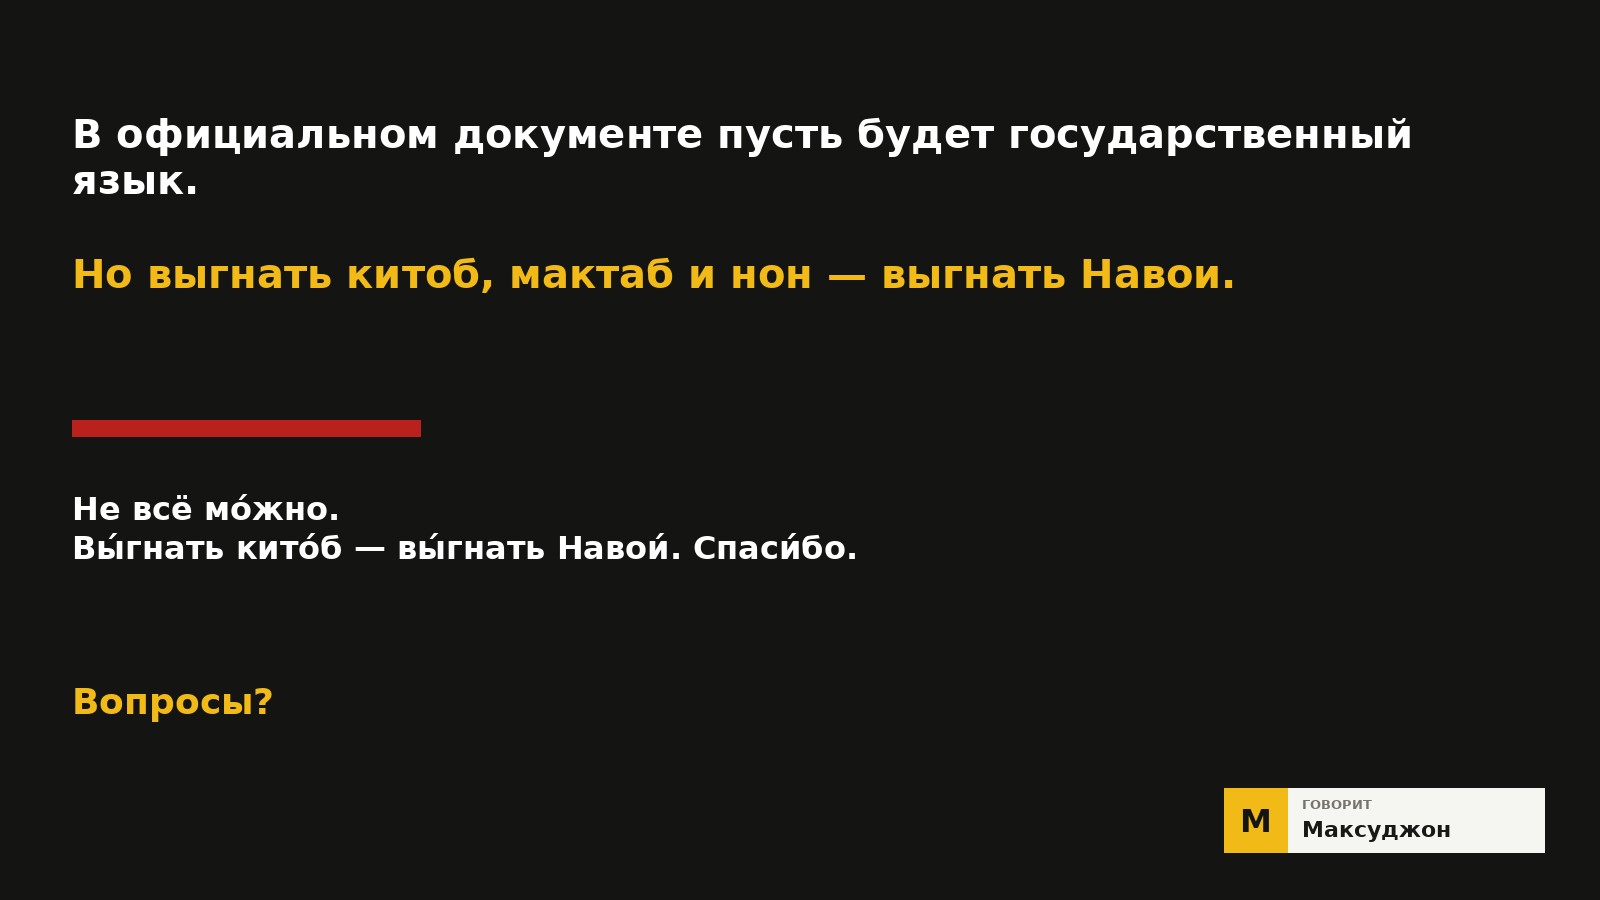 В официальном документе пусть будет государственный
язык.
Но выгнать китоб, мактаб и нон — выгнать Навои.
Не всё мо́жно.
Вы́гнать кито́б — вы́гнать Навои́. Спаси́бо.
Вопросы?
М
ГОВОРИТ
Максуджон